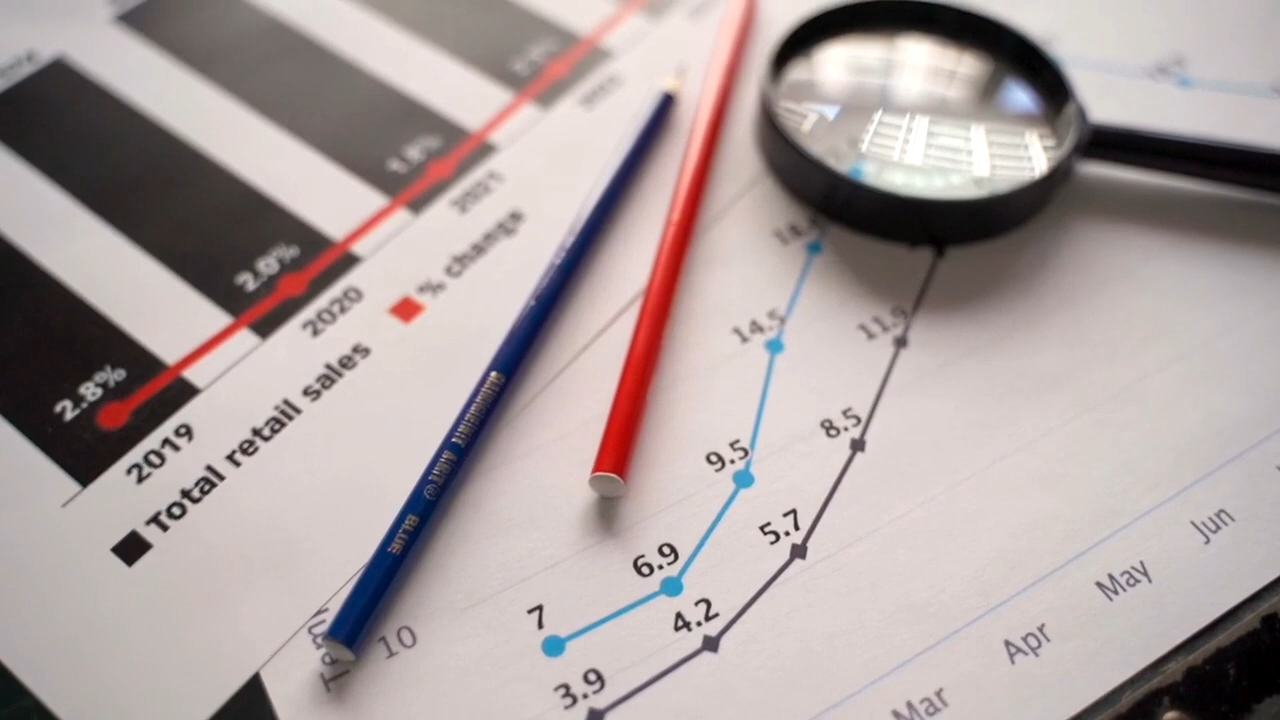 2.8%
2.0%
1.8%
2019
2020
2021
Total retail sales
% change
BLUE
10
7
6.9
9.5
14.5
3.9
4.2
5.7
8.5
11.9
Mar
Apr
May
Jun